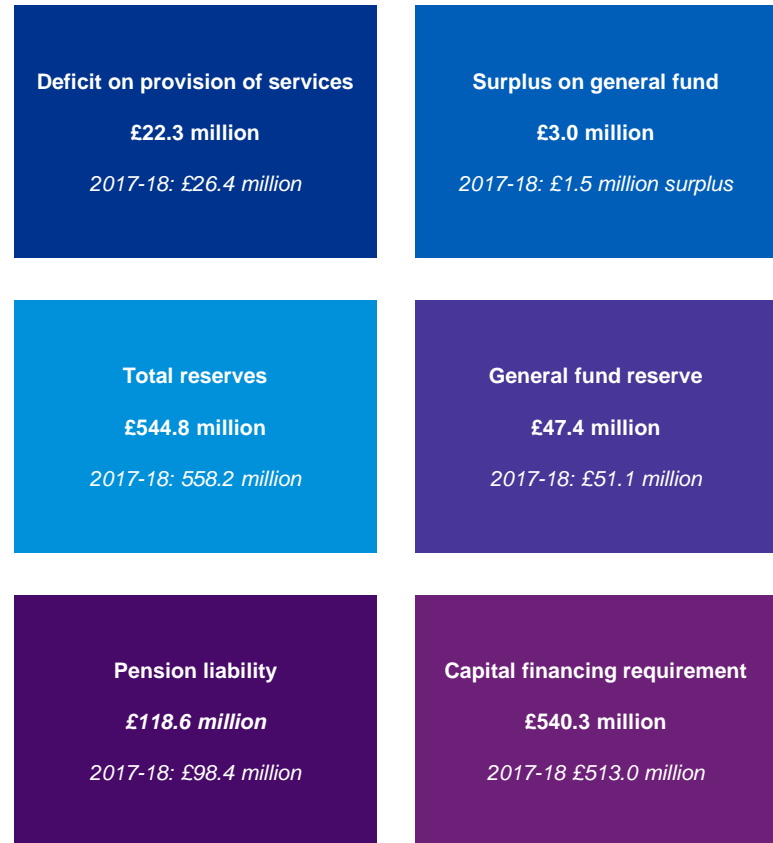 Deficit on provision of services
£22.3 million
2017-18: £26.4 million
Surplus on general fund
£3.0 million
2017-18: £1.5 million surplus
Total reserves
£544.8 million
2017-18: 558.2 million
General fund reserve
£47.4 million
2017-18: £51.1 million
Pension liability
£118.6 million
2017-18: £98.4 million
Capital financing requirement
£540.3 million
2017-18 £513.0 million